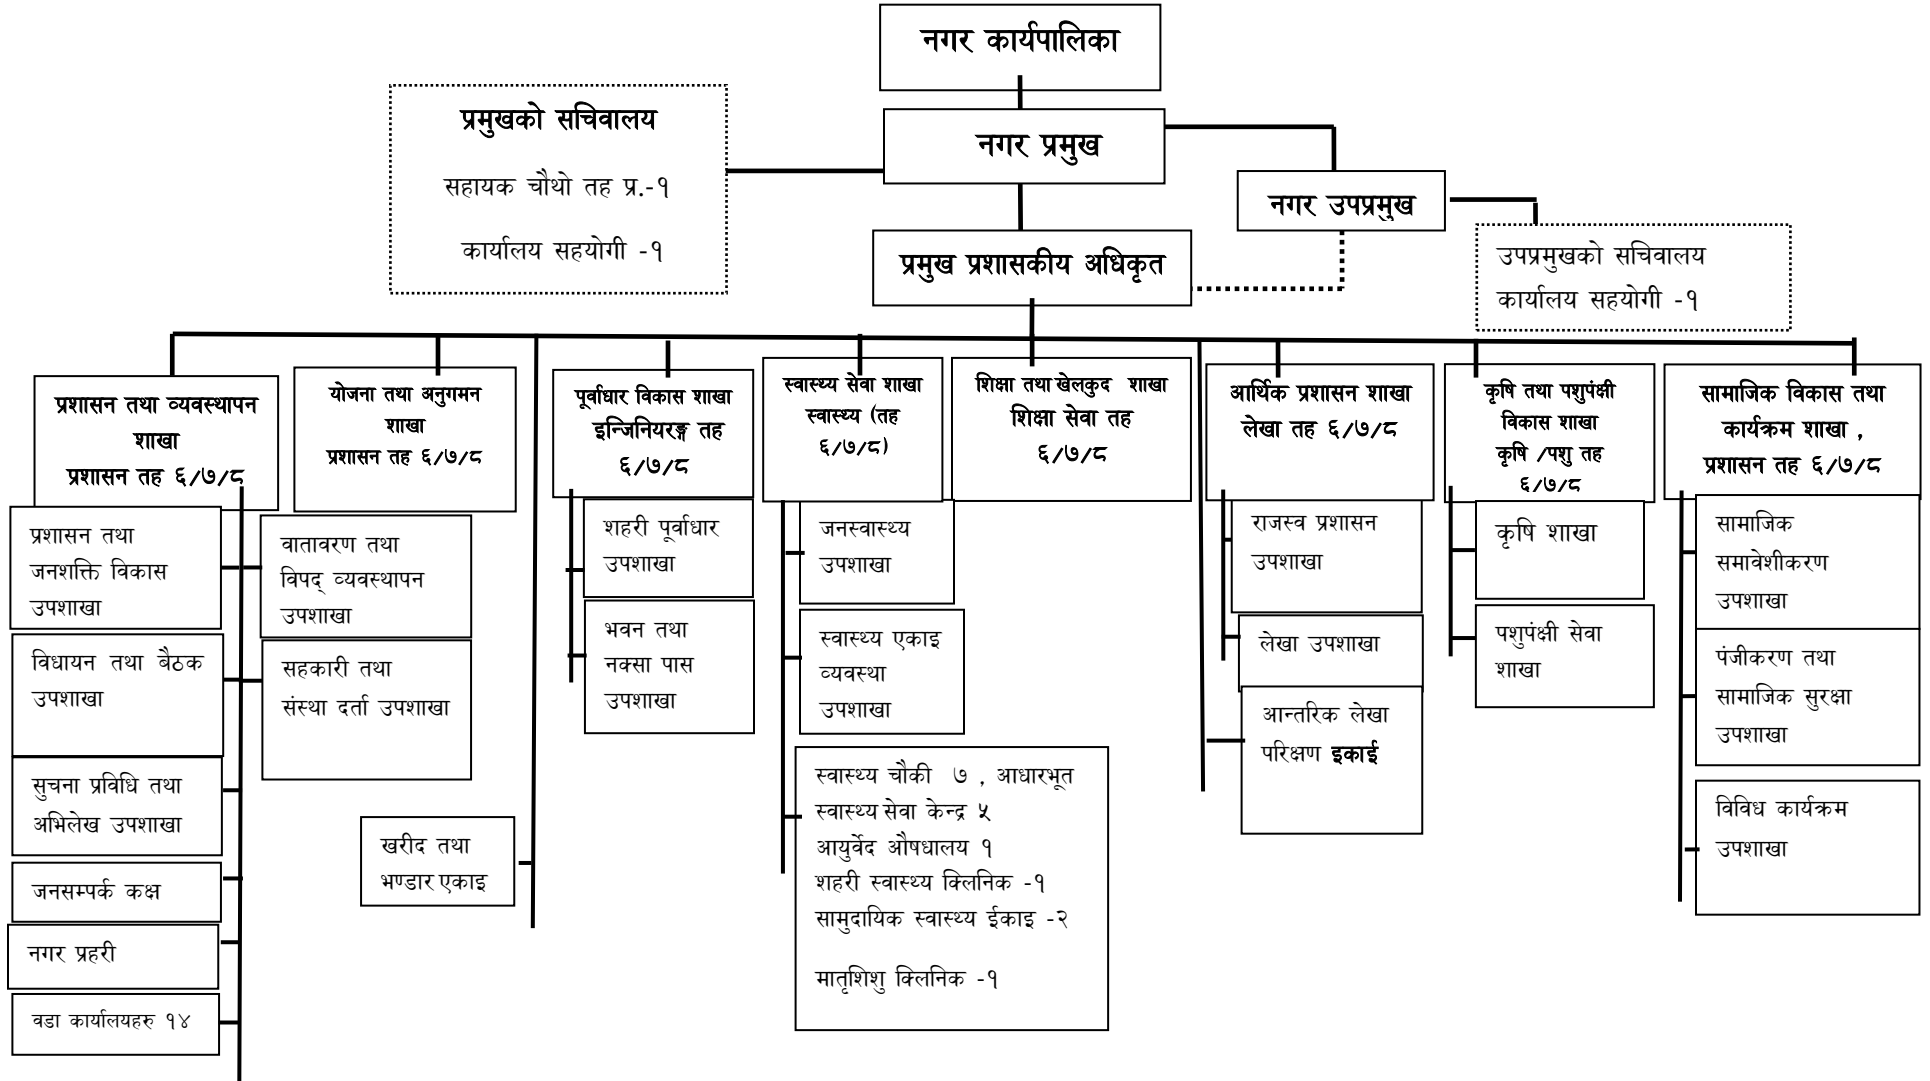 नगर कार्यपालिका
प्रमुखको सचिवालय
सहायक चौथो तह प्र.-१
कार्यालय सहयोगी -१
नगर प्रमुख
नगर उपप्रमुख
उपप्रमुखको सचिवालय
कार्यालय सहयोगी -१
प्रमुख प्रशासकीय अधिकृत
प्रशासन तथा व्यवस्थापन
शाखा
प्रशासन तह ६/७/८
योजना तथा अनुगमन
शाखा
प्रशासन तह ६/७/८
पूर्वाधार विकास शाखा
इन्जिनियरङ्ग तह
६/७/८
स्वास्थ्य सेवा शाखा
स्वास्थ्य (तह
६/७/८)
शिक्षा तथा खेलकुद शाखा
शिक्षा सेवा तह
६/७/८
आर्थिक प्रशासन शाखा
लेखा तह ६/७/८
कृषि तथा पशुपंक्षी
विकास शाखा
कृषि /पशु तह
६/७/८
सामाजिक विकास तथा
कार्यक्रम शाखा ,
प्रशासन तह ६/७/८
प्रशासन तथा
जनशक्ति विकास
उपशाखा
विधायन तथा बैठक
उपशाखा
सुचना प्रविधि तथा
अभिलेख उपशाखा
जनसम्पर्क कक्ष
नगर प्रहरी
वडा कार्यालयहरु १४
वातावरण तथा
विपद् व्यवस्थापन
उपशाखा
सहकारी तथा
संस्था दर्ता उपशाखा
खरीद तथा
भण्डार एकाइ
शहरी पूर्वाधार
उपशाखा
भवन तथा
नक्सा पास
उपशाखा
जनस्वास्थ्य
उपशाखा
स्वास्थ्य एकाइ
व्यवस्था
उपशाखा
स्वास्थ्य चौकी ७ , आधारभूत
स्वास्थ्य सेवा केन्द्र ५
आयुर्वेद औषधालय १
शहरी स्वास्थ्य क्लिनिक -१
सामुदायिक स्वास्थ्य ईकाइ -२
मातृशिशु क्लिनिक -१
राजस्व प्रशासन
उपशाखा
लेखा उपशाखा
आन्तरिक लेखा
परिक्षण इकाई
कृषि शाखा
पशुपंक्षी सेवा
शाखा
सामाजिक
समावेशीकरण
उपशाखा
पंजीकरण तथा
सामाजिक सुरक्षा
उपशाखा
विविध कार्यक्रम
उपशाखा